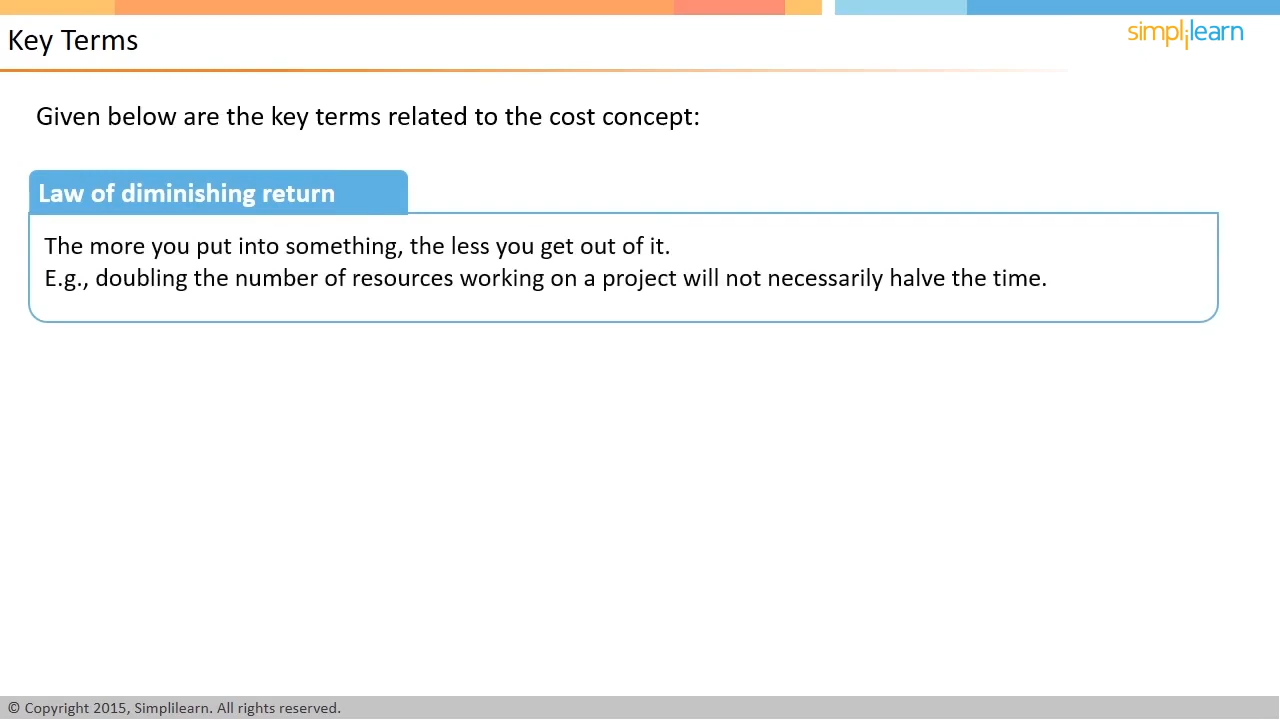 Key Terms
simplilearn
Given below are the key terms related to the cost concept:
Law of diminishing return
The more you put into something, the less you get out of it.
E.g., doubling the number of resources working on a project will not necessarily halve the time.
© Copyright 2015, Simplilearn. All rights reserved.